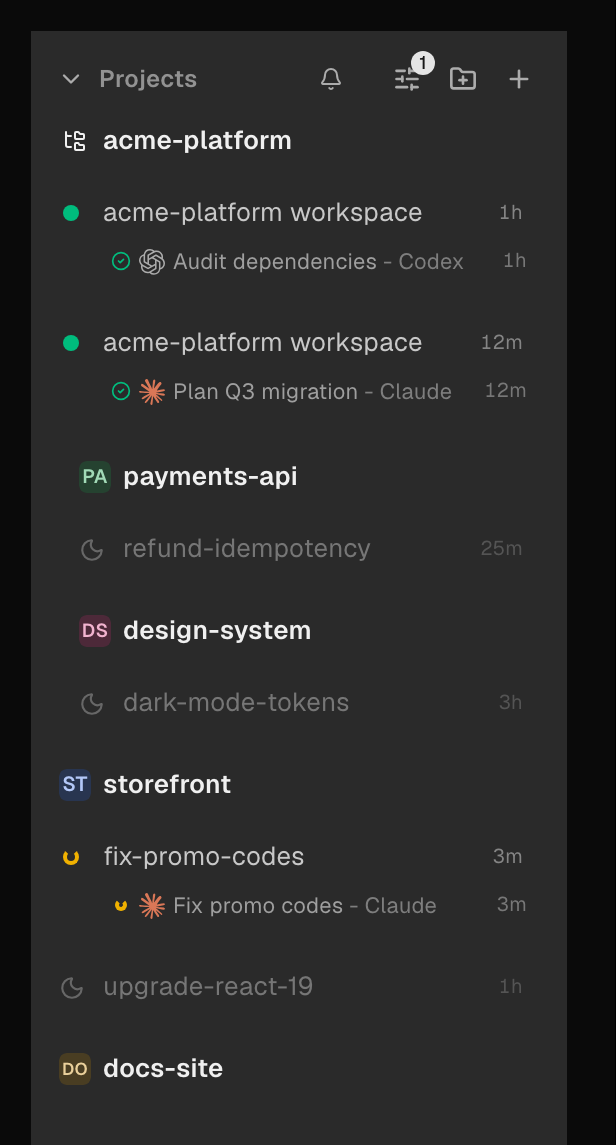 Projects 1
acme-platform
acme-platform workspace 1h
Audit dependencies - Codex 1h
acme-platform workspace 12m
Plan Q3 migration - Claude 12m
PA payments-api
refund-idempotency 25m
DS design-system
dark-mode-tokens 3h
ST storefront
fix-promo-codes 3m
Fix promo codes - Claude 3m
upgrade-react-19 1h
DO docs-site